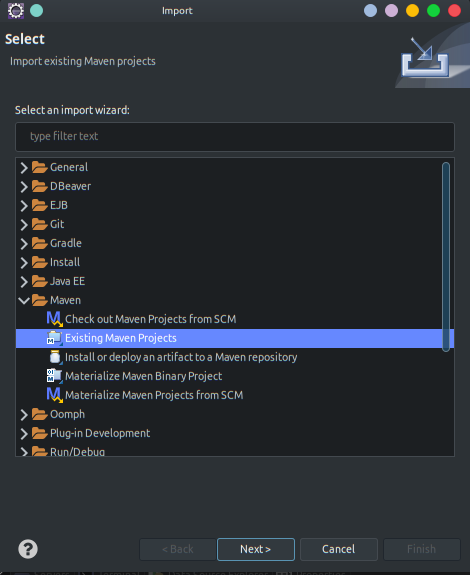 Import
Select
Import existing Maven projects
Select an import wizard:
type filter text
General
DBeaver
EJB
Git
Gradle
Install
Java EE
Maven
Check out Maven Projects from SCM
Existing Maven Projects
Install or deploy an artifact to a Maven repository
Materialize Maven Binary Project
Materialize Maven Projects from SCM
Oomph
Plug-in Development
Run/Debug
?
< Back
Next >
Cancel
Finish